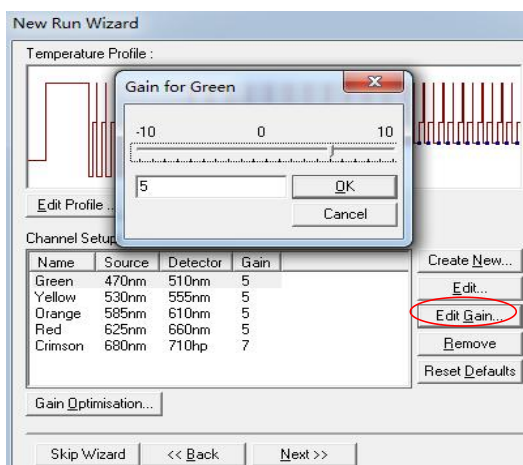 New Run Wizard
Temperature Profile :
Gain for Green
-10 0 10
5
OK
Cancel
Edit Profile ..
Channel Setup
Name Source Detector Gain
Green 470nm 510nm 5
Yellow 530nm 555nm 5
Orange 585nm 610nm 5
Red 625nm 660nm 5
Crimson 680nm 710hp 7
Create New...
Edit...
Edit Gain...
Remove
Reset Defaults
Gain Optimisation...
Skip Wizard << Back Next >>